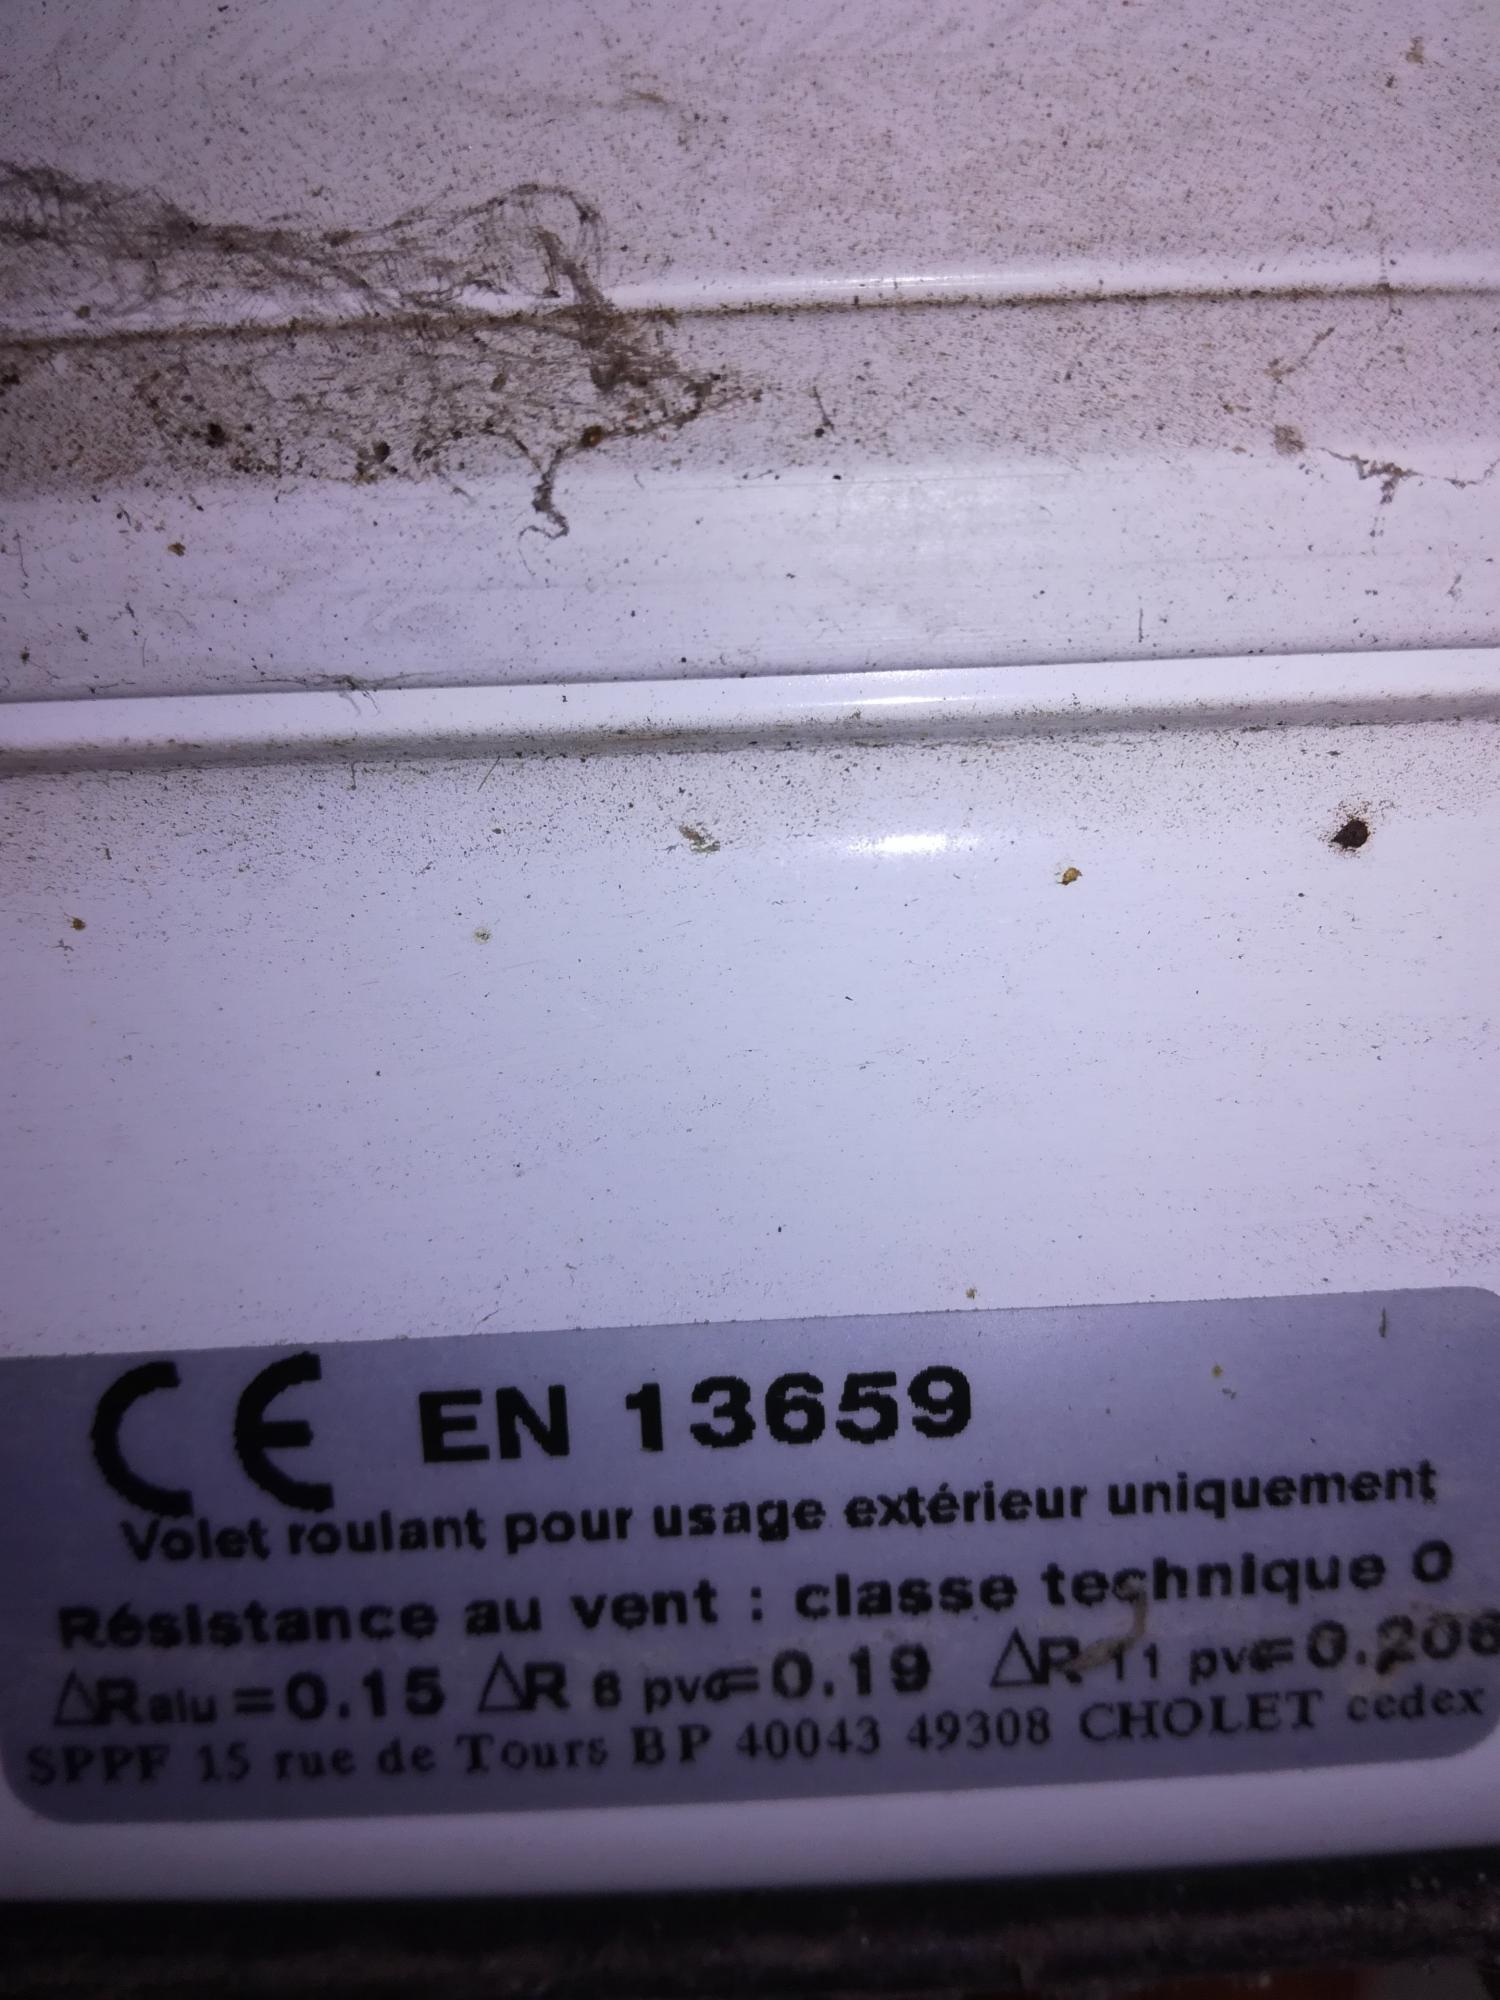 CE EN 13659
Volet roulant pour usage extérieur uniquement
Résistance au vent : classe technique 0
ΔRalu=0.15 ΔR 8 pvc=0.19 ΔR 11 pvc=0.206
SPPF 15 rue de Tours BP 40043 49308 CHOLET cedex